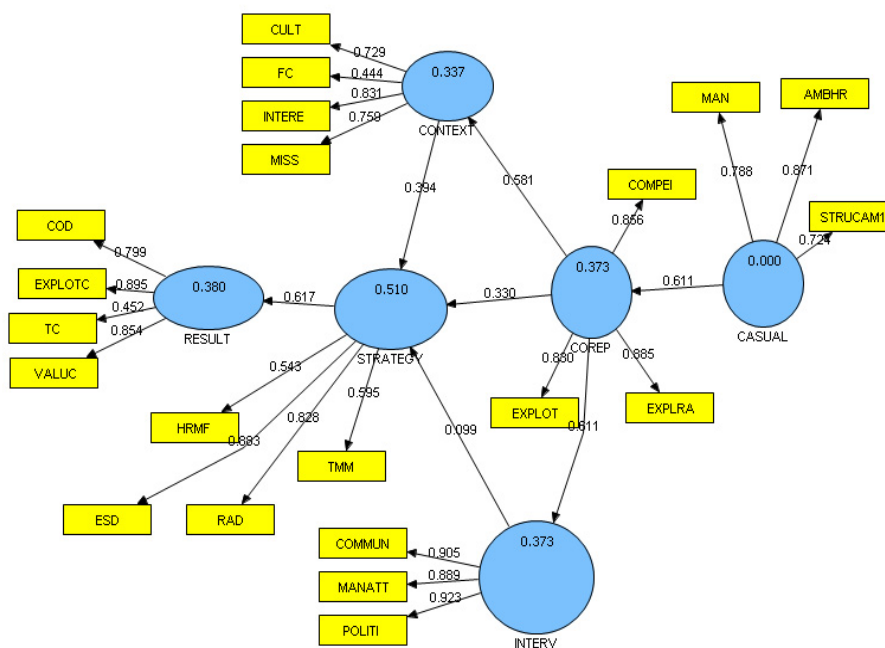 CULT
0.729
FC
0.444
0.337
INTERE
0.831
0.759
MISS
CONTEXT
MAN
AMBHR
0.788
0.871
STRUCAM1
0.724
COMPEI
0.856
0.581
0.394
COD
0.799
EXPLOTC
0.895
TC
0.452
VALUC
0.854
0.380
RESULT
0.617
0.510
STRATEGY
0.330
0.373
COREP
0.611
0.000
CASUAL
0.830
0.885
EXPLOT
EXPLRA
0.611
HRMF
0.543
0.883
0.828
0.595
TMM
ESD
RAD
0.099
COMMUN
0.905
MANATT
0.889
POLITI
0.923
0.373
INTERV